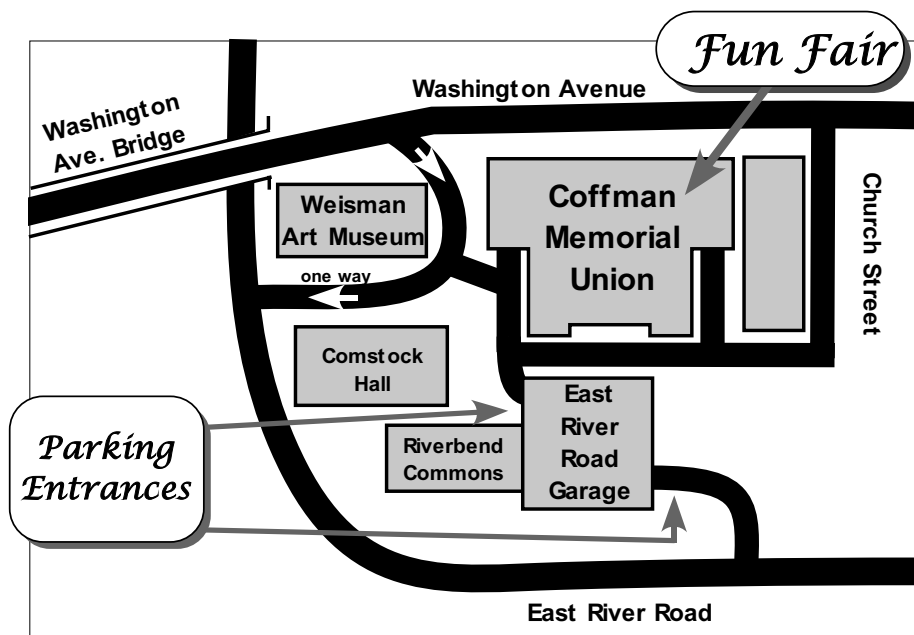 Fun Fair
Washington Avenue
Washington
Ave. Bridge
Weisman
Art Museum
Coffman
Memorial
Union
Church Street
one way
Comstock
Hall
East
River
Road
Garage
Parking
Entrances
Riverbend
Commons
East River Road